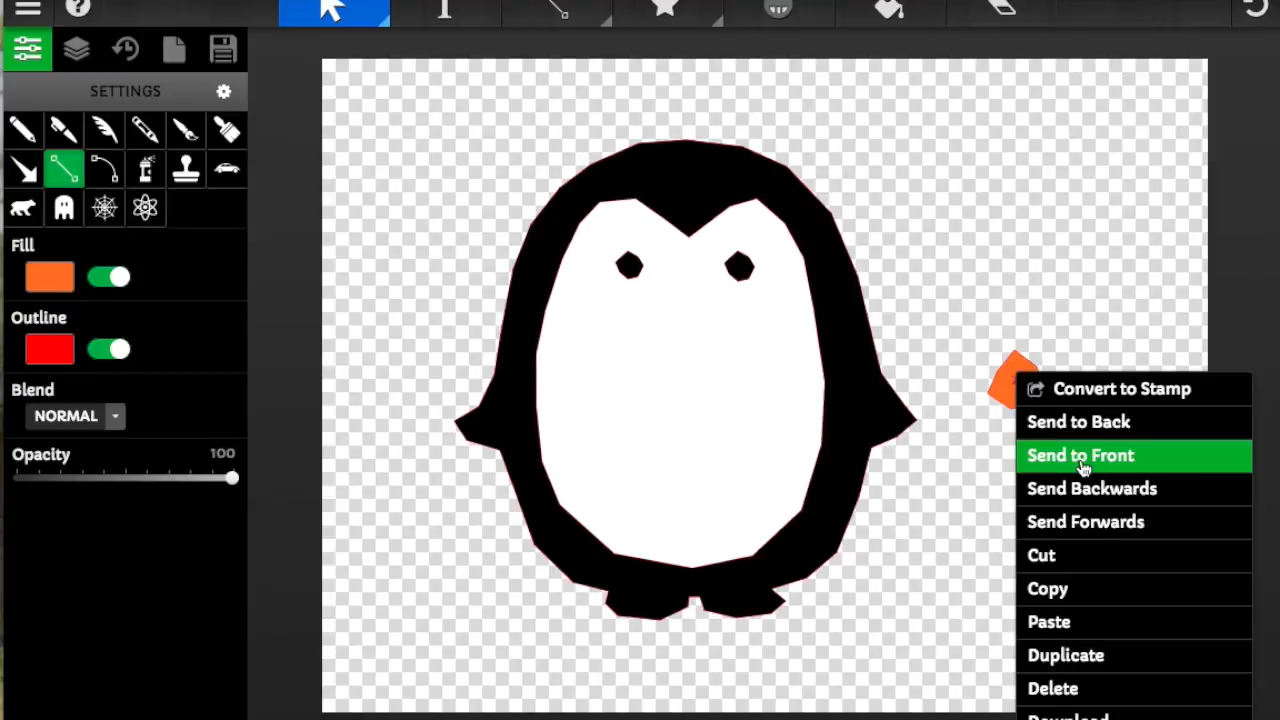 SETTINGS
Fill
Outline
Blend
NORMAL
Opacity
100
Convert to Stamp
Send to Back
Send to Front
Send Backwards
Send Forwards
Cut
Copy
Paste
Duplicate
Delete
Download